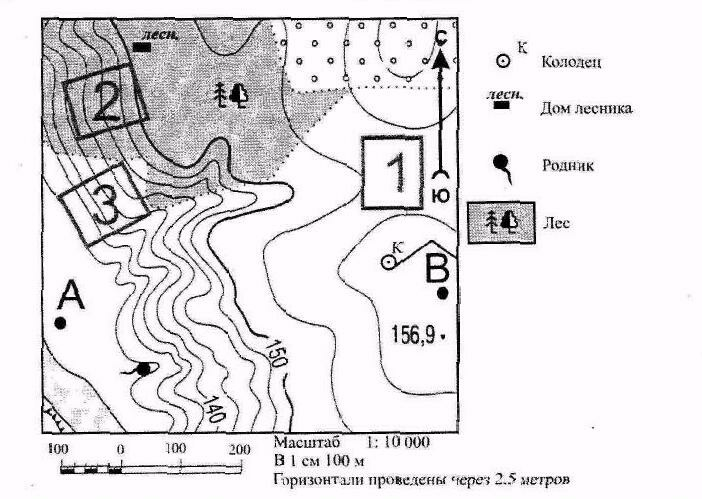 лесн.
С
2
1
3
Ю
К
А
В
156,9
150
140
К
Колодец
лесн.
Дом лесника
Родник
Лес
100 0 100 200
Масштаб 1: 10 000
В 1 см 100 м
Горизонтали проведены через 2.5 метров